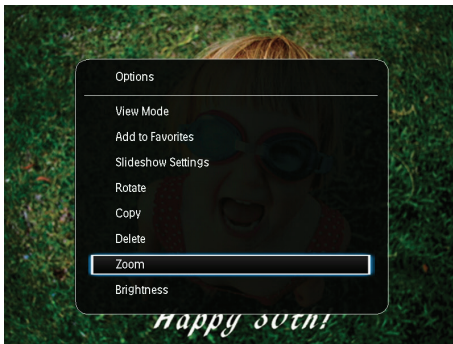 Options
View Mode
Add to Favorites
Slideshow Settings
Rotate
Copy
Delete
Zoom
Brightness
Happy